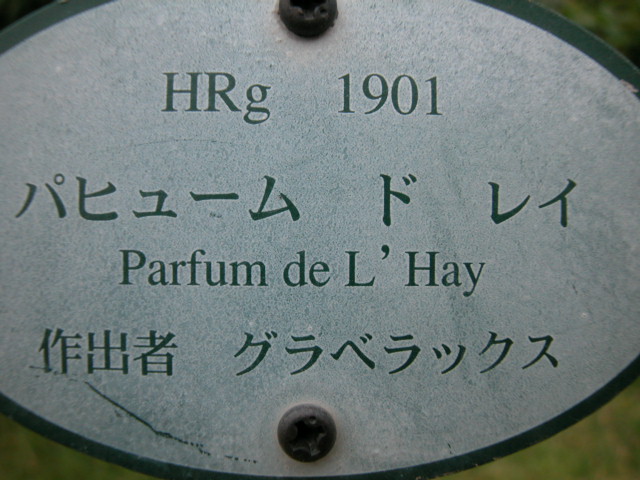 HRg 1901
パヒューム ド レイ
Parfum de L' Hay
作出者 グラベラックス